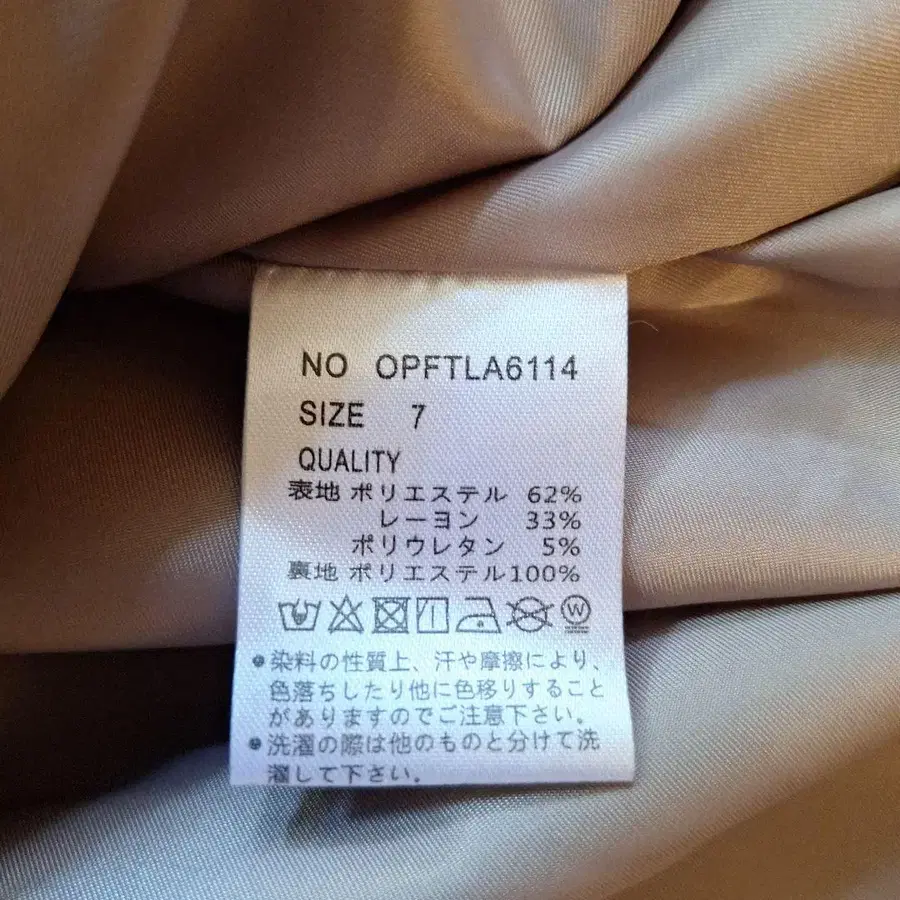 NO OPFTLA6114
SIZE 7
QUALITY
表地 ポリエステル 62%
レーヨン 33%
ポリウレタン 5%
裏地 ポリエステル100%
W
●染料の性質上、汗や摩擦により、
色落ちしたり他に色移りすること
がありますのでご注意下さい。
●洗濯の際は他のものと分けて洗
濯して下さい。